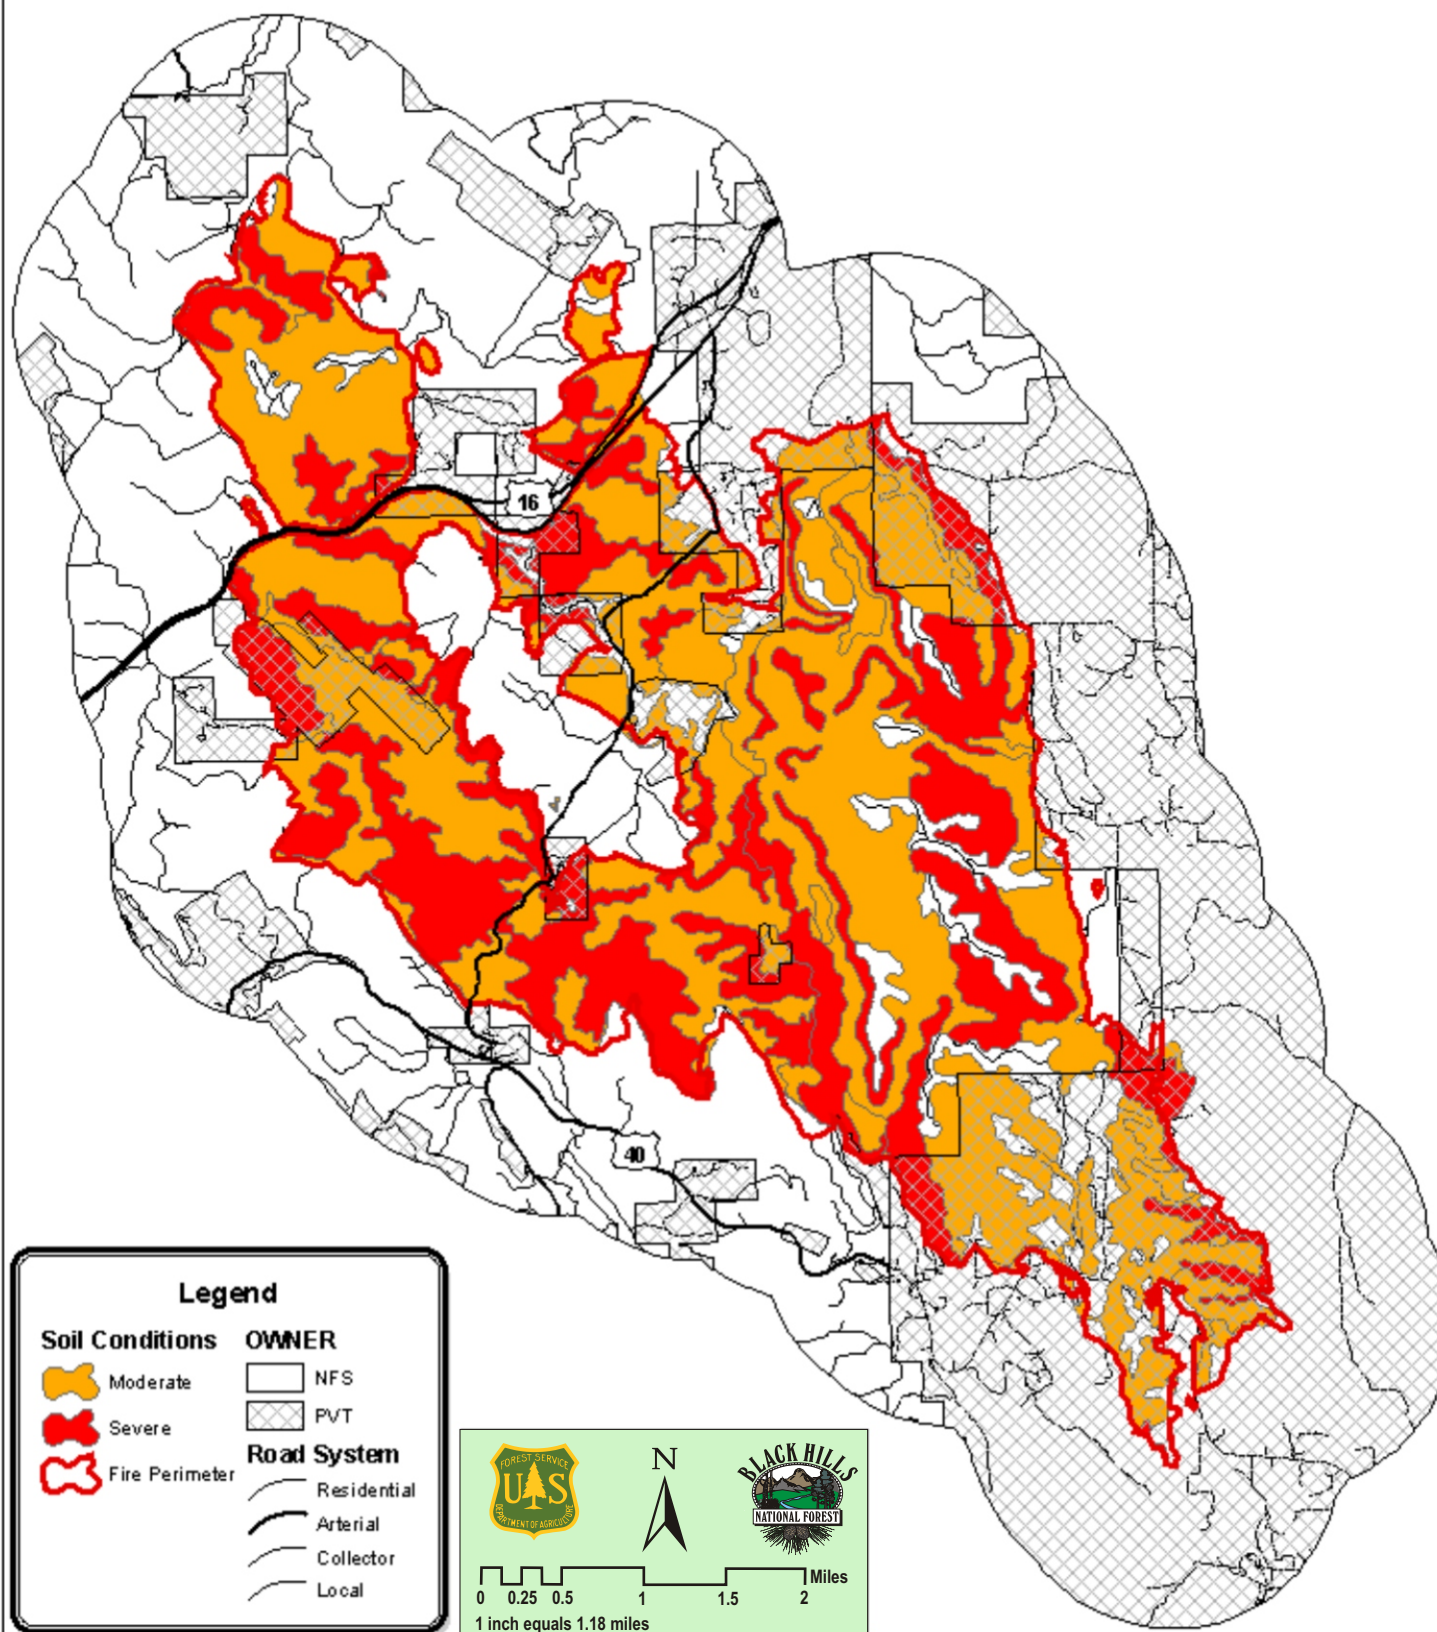 16
40
Legend
Soil Conditions
Moderate
Severe
Fire Perimeter
OWNER
NFS
PVT
Road System
Residential
Arterial
Collector
Local
FOREST SERVICE
US
DEPARTMENT OF AGRICULTURE
N
BLACK HILLS
NATIONAL FOREST
0 0.25 0.5 1 1.5 2 Miles
1 inch equals 1.18 miles